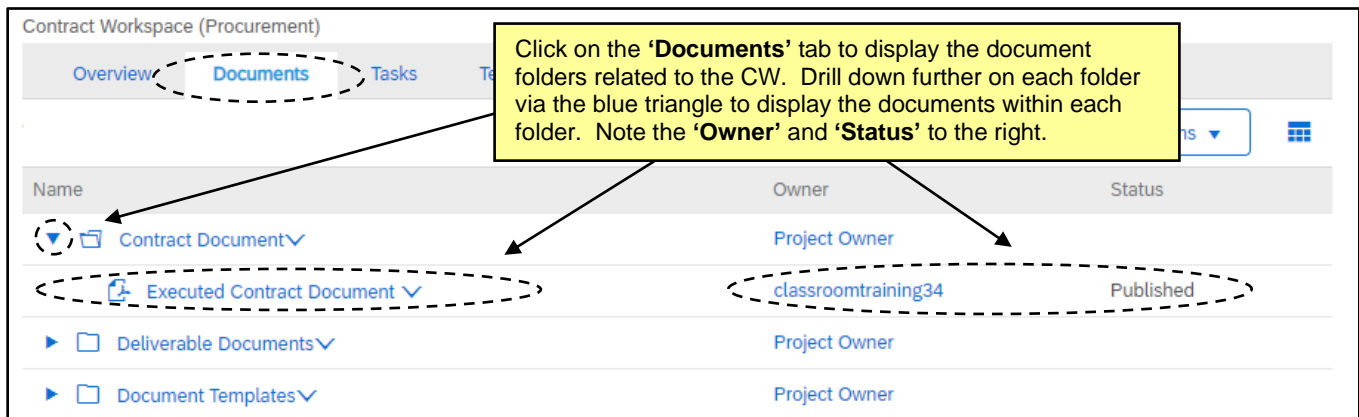 Contract Workspace (Procurement)
Overview Documents Tasks
Click on the ‘Documents’ tab to display the document
folders related to the CW. Drill down further on each folder
via the blue triangle to display the documents within each
folder. Note the ‘Owner’ and ‘Status’ to the right.
Name Owner Status
Contract Document Project Owner
Executed Contract Document classroomtraining34 Published
Deliverable Documents Project Owner
Document Templates Project Owner